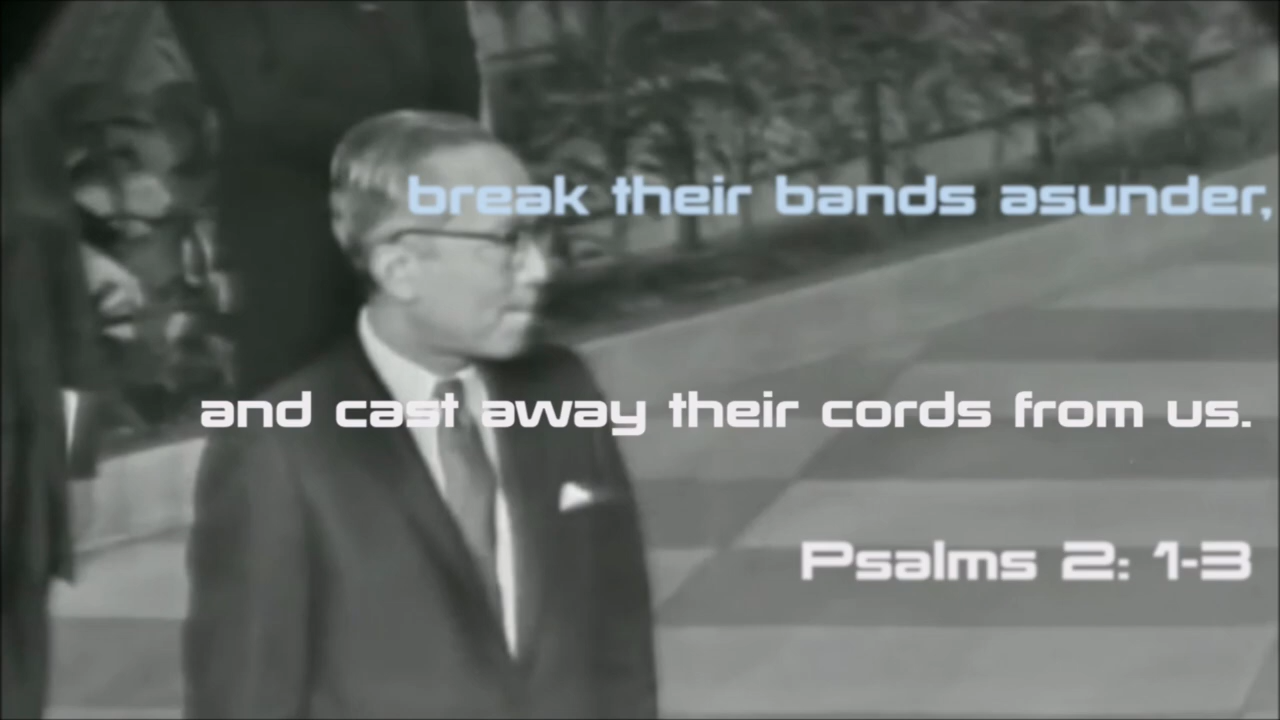 break their bands asunder,
and cast away their cords from us.
Psalms 2: 1-3